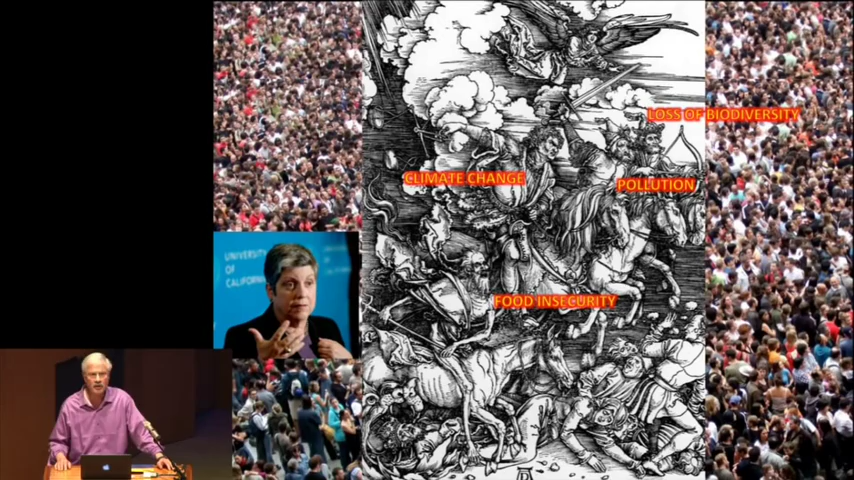 LOSS OF BIODIVERSITY
CLIMATE CHANGE
POLLUTION
UNIVERSITY
OF
CALIFORNIA
FOOD INSECURITY